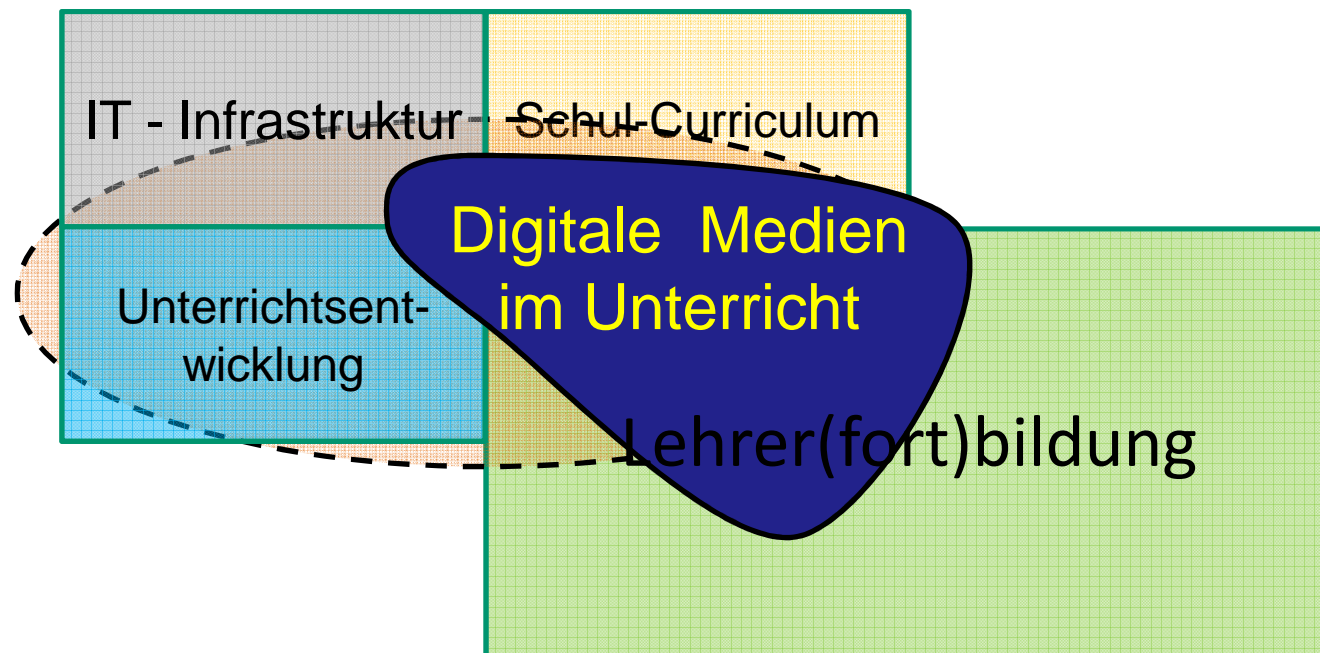 IT - Infrastruktur
Schul-Curriculum
Digitale Medien
im Unterricht
Unterrichtsent-
wicklung
Lehrer(fort)bildung